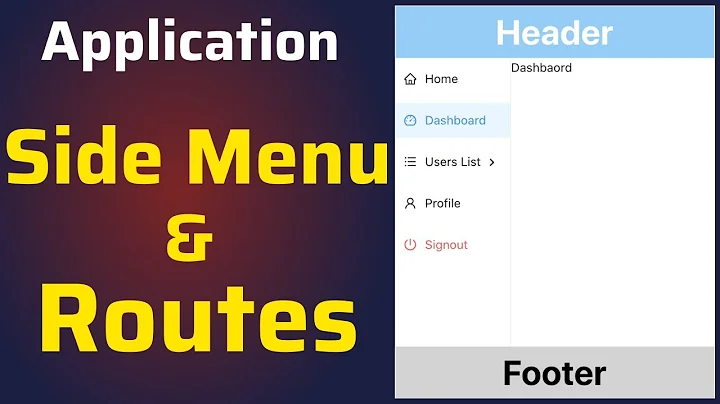 Application
Side Menu
&
Routes
Header
Home
Dashbaord
Dashboard
Users List
Profile
Signout
Footer